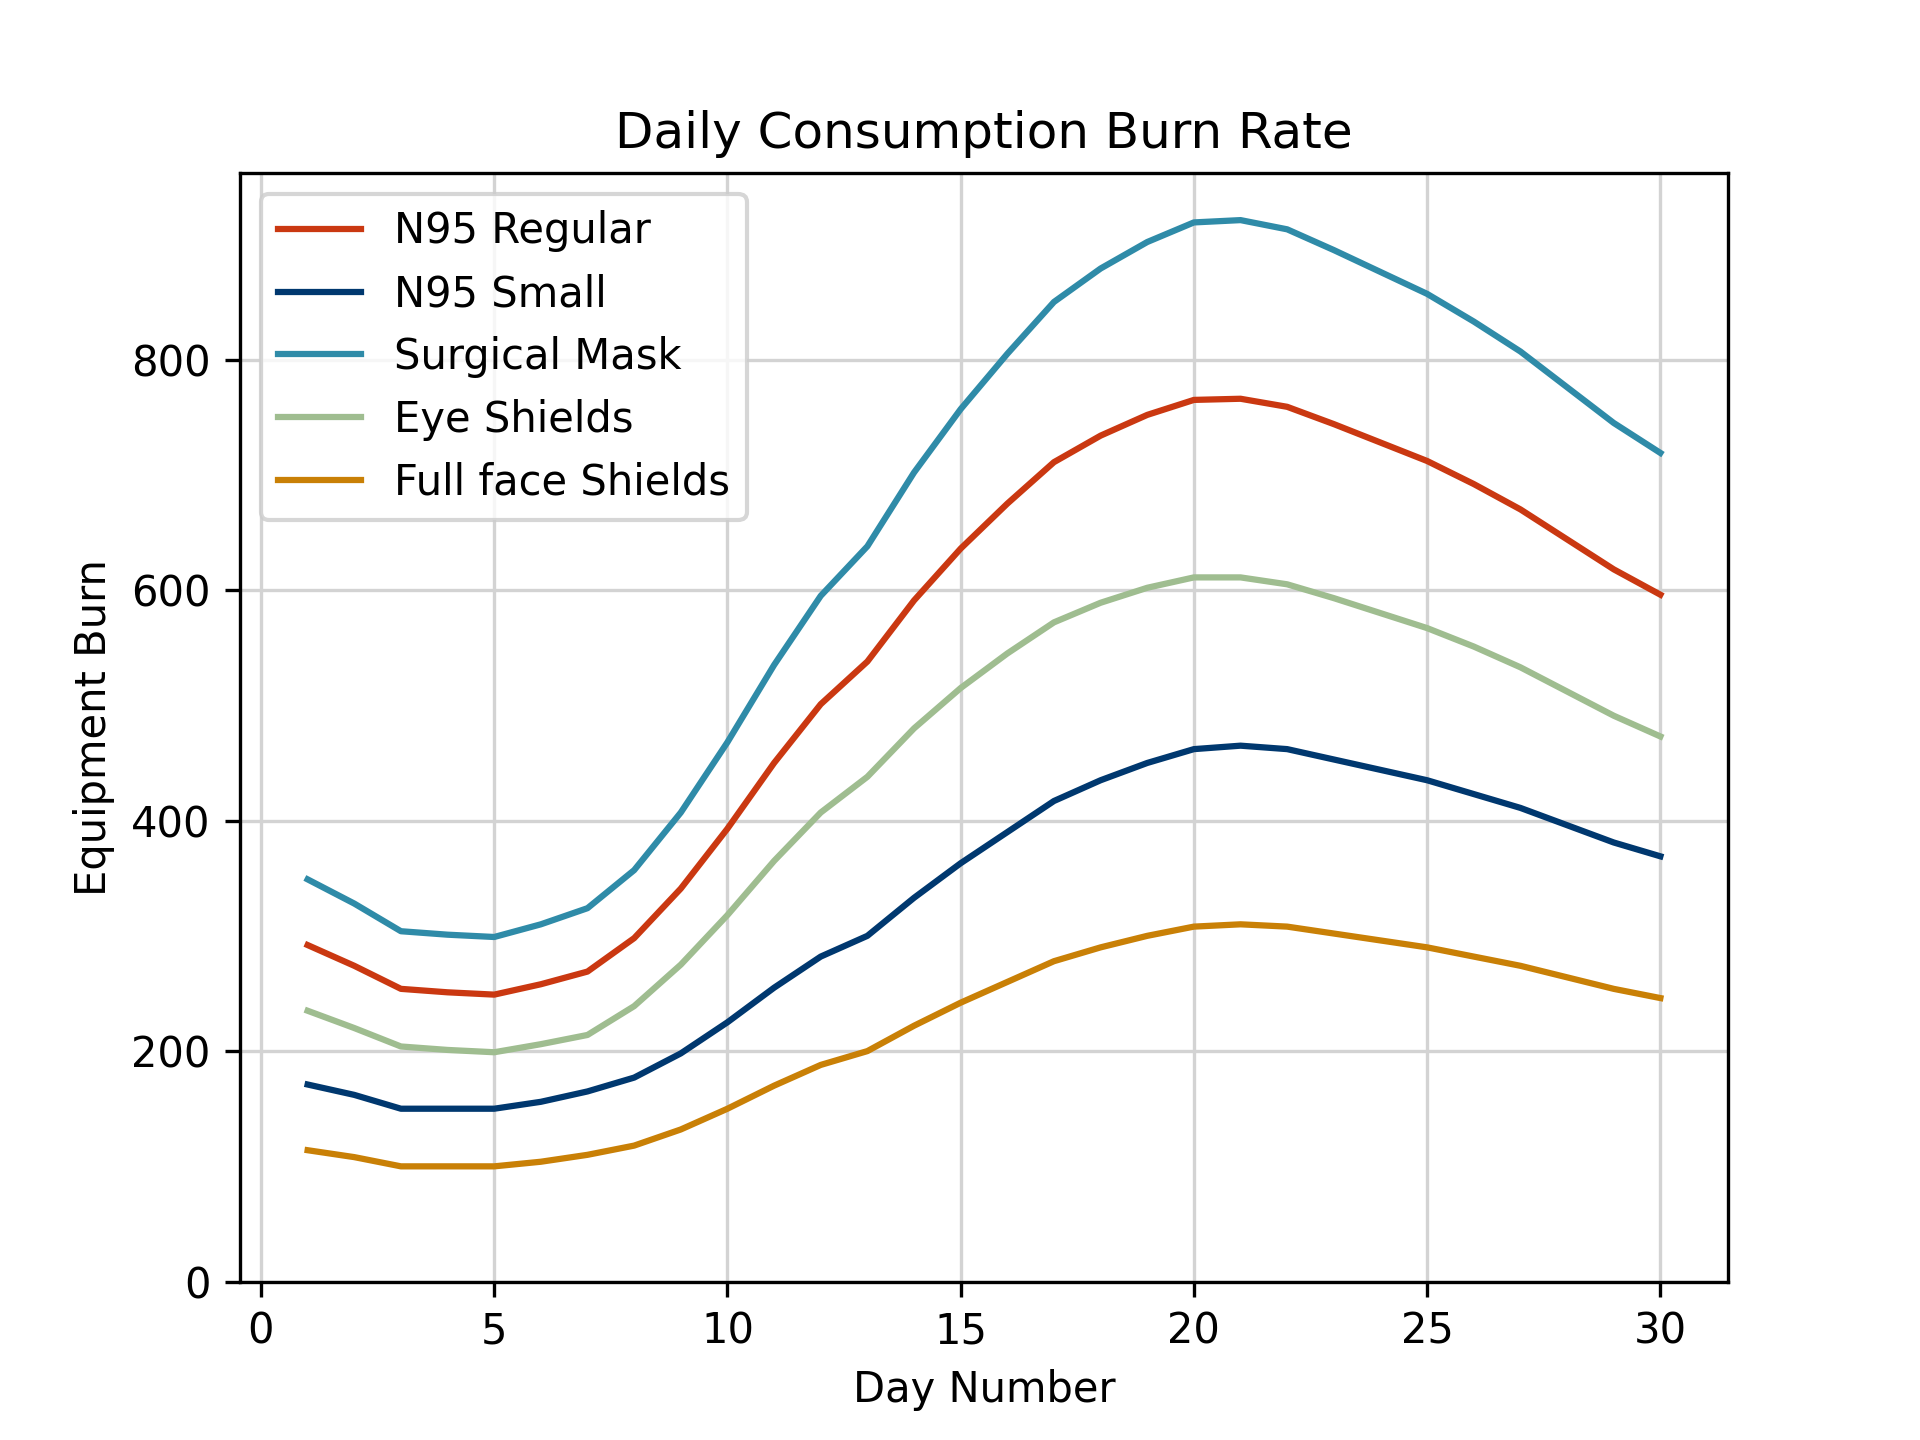 Daily Consumption Burn Rate
N95 Regular
N95 Small
Surgical Mask
Eye Shields
Full face Shields
Equipment Burn
800
600
400
200
0
0 5 10 15 20 25 30
Day Number